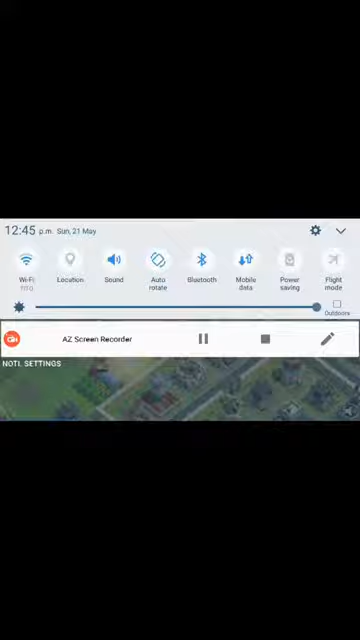 12:45 p.m. Sun, 21 May
Wi-Fi Location Sound Auto rotate Bluetooth Mobile data Power saving Flight mode
Outdoors
AZ Screen Recorder
NOTI. SETTINGS